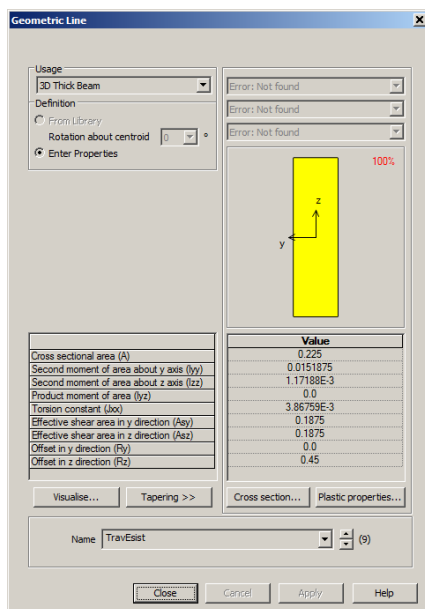 Geometric Line
Usage
3D Thick Beam
Definition
From Library
Rotation about centroid 0 °
Enter Properties
Error: Not found
Error: Not found
Error: Not found
100%
z
y
Value
Cross sectional area (A) 0.225
Second moment of area about y axis (Iyy) 0.0151875
Second moment of area about z axis (Izz) 1.17188E-3
Product moment of area (Iyz) 0.0
Torsion constant (Jxx) 3.86759E-3
Effective shear area in y direction (Asy) 0.1875
Effective shear area in z direction (Asz) 0.1875
Offset in y direction (Ry) 0.0
Offset in z direction (Rz) 0.45
Visualise... Tapering >> Cross section... Plastic properties...
Name TravEsist (9)
Close Cancel Apply Help